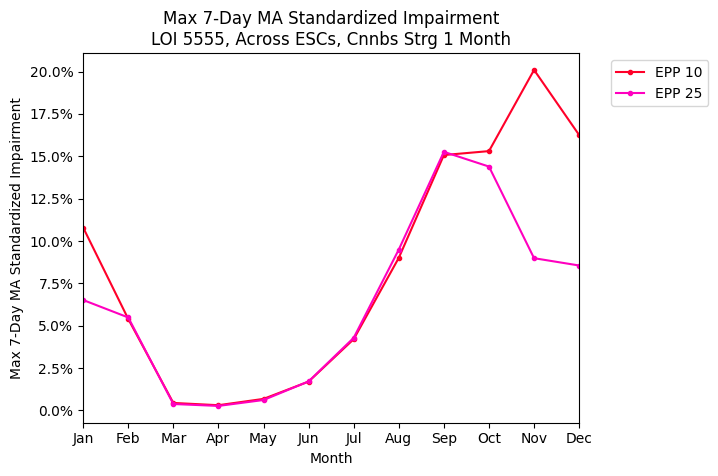 Max 7-Day MA Standardized Impairment
LOI 5555, Across ESCs, Cnnbs Strg 1 Month
Max 7-Day MA Standardized Impairment
20.0%
17.5%
15.0%
12.5%
10.0%
7.5%
5.0%
2.5%
0.0%
Jan Feb Mar Apr May Jun Jul Aug Sep Oct Nov Dec
Month
EPP 10
EPP 25